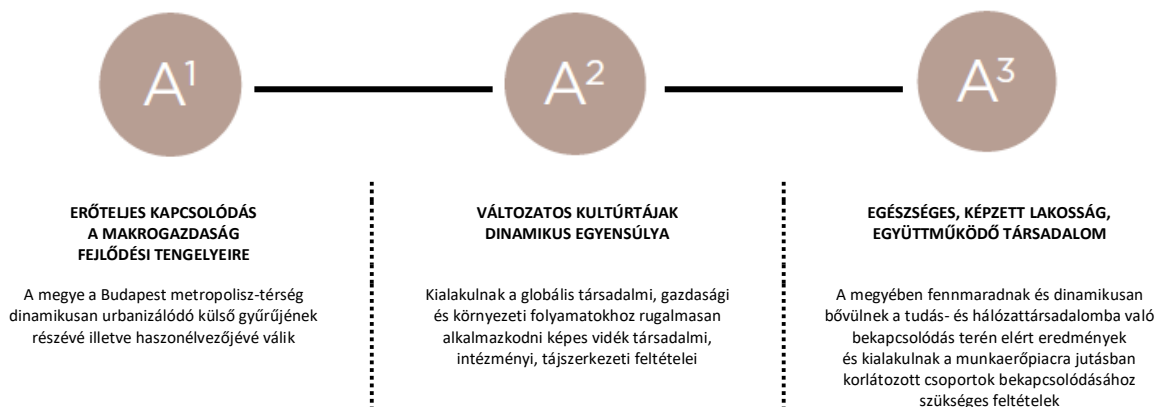 A¹
ERŐTELJES KAPCSOLÓDÁS
A MAKROGAZDASÁG
FEJLŐDÉSI TENGELYEIRE
A megye a Budapest metropolisz-térség
dinamikusan urbanizálódó külső gyűrűjének
részévé illetve haszonélvezőjévé válik
A²
VÁLTOZATOS KULTÚRTÁJAK
DINAMIKUS EGYENSÚLYA
Kialakulnak a globális társadalmi, gazdasági
és környezeti folyamatokhoz rugalmasan
alkalmazkodni képes vidék társadalmi,
intézményi, tájszerkezeti feltételei
A³
EGÉSZSÉGES, KÉPZETT LAKOSSÁG,
EGYÜTTMŰKÖDŐ TÁRSADALOM
A megyében fennmaradnak és dinamikusan
bővülnek a tudás- és hálózattársadalomba való
bekapcsolódás terén elért eredmények
és kialakulnak a munkaerőpiacra jutásban
korlátozott csoportok bekapcsolódásához
szükséges feltételek